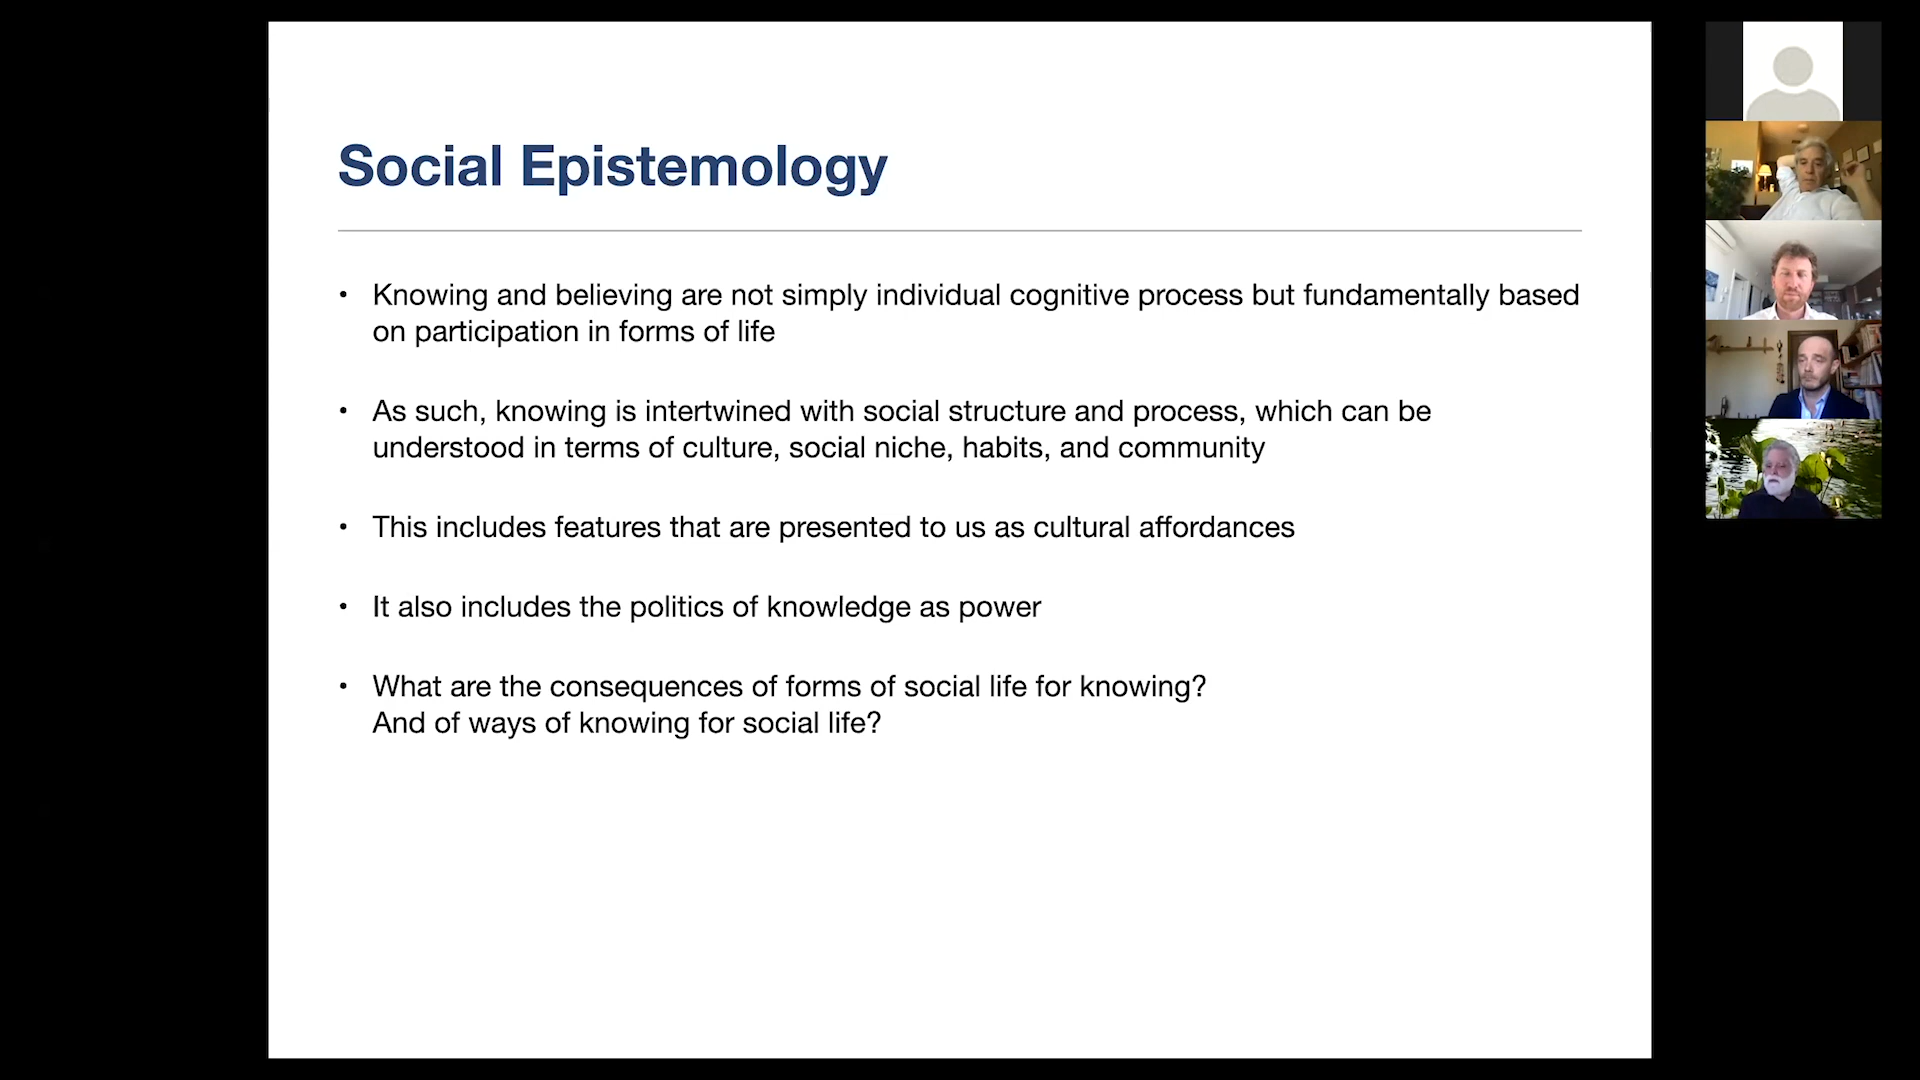 Social Epistemology
• Knowing and believing are not simply individual cognitive process but fundamentally based
on participation in forms of life
• As such, knowing is intertwined with social structure and process, which can be
understood in terms of culture, social niche, habits, and community
• This includes features that are presented to us as cultural affordances
• It also includes the politics of knowledge as power
• What are the consequences of forms of social life for knowing?
And of ways of knowing for social life?